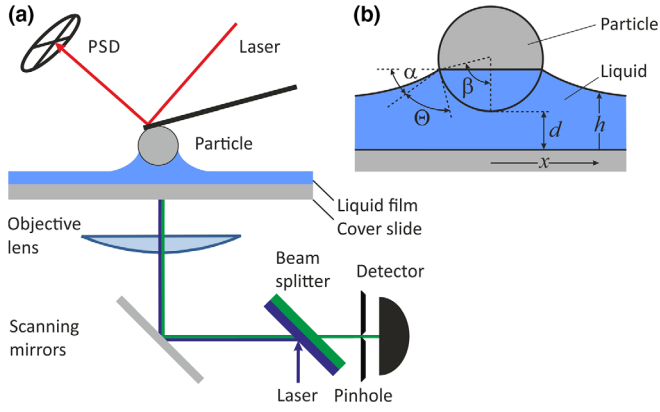 (a)
PSD
Laser
Particle
Liquid film
Cover slide
Objective
lens
Beam
splitter
Detector
Scanning
mirrors
Laser
Pinhole
(b)
Particle
Liquid
α
β
Θ
d
h
x